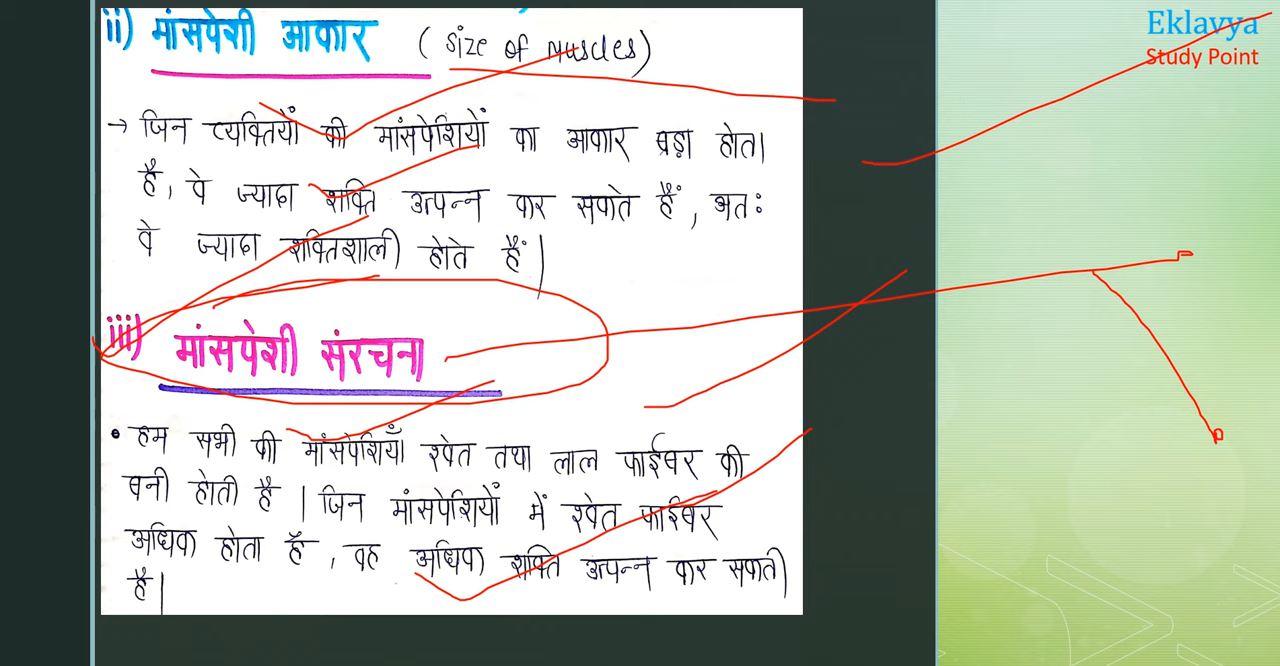 ii) मांसपेशी आकार ( Size of Muscles)
Eklavya
Study Point
→ जिन व्यक्तियों की मांसपेशियों का आकार बड़ा होता
है, वे ज्यादा शक्ति उत्पन्न कर सकते हैं, अतः
वे ज्यादा शक्तिशाली होते हैं|
iii) मांसपेशी संरचना
• हम सभी की मांसपेशियाँ श्वेत तथा लाल फाईबर की
बनी होती है | जिन मांसपेशियों में श्वेत फाईबर
अधिक होता है, वह अधिक शक्ति उत्पन्न कर सकती
है|